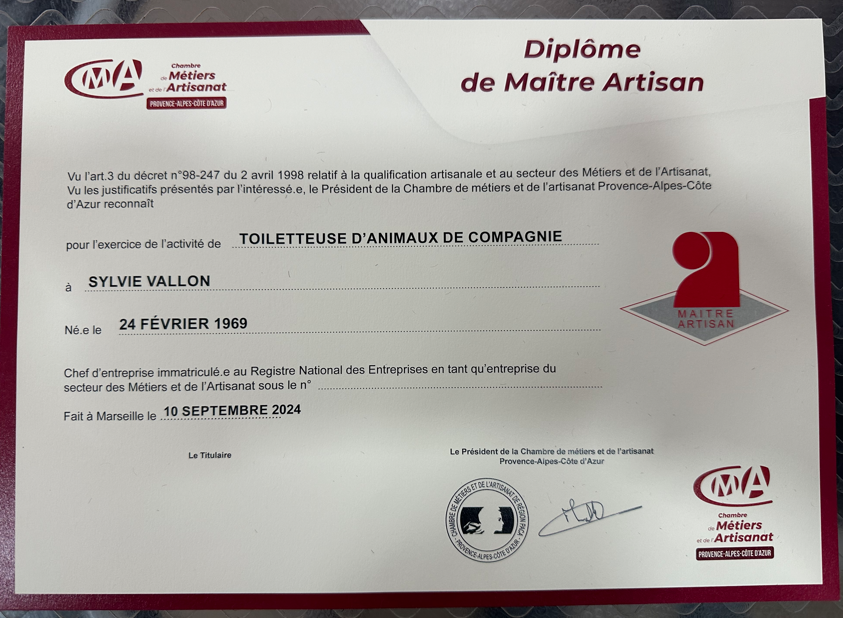 Chambre
de Métiers
et de l'Artisanat
PROVENCE-ALPES-CÔTE D'AZUR
Diplôme
de Maître Artisan
Vu l'art.3 du décret n°98-247 du 2 avril 1998 relatif à la qualification artisanale et au secteur des Métiers et de l'Artisanat,
Vu les justificatifs présentés par l'intéressé.e, le Président de la Chambre de métiers et de l'artisanat Provence-Alpes-Côte
d'Azur reconnaît
pour l'exercice de l'activité de TOILETTEUSE D'ANIMAUX DE COMPAGNIE
à SYLVIE VALLON
Né.e le 24 FÉVRIER 1969
MAITRE
ARTISAN
Chef d'entreprise immatriculé.e au Registre National des Entreprises en tant qu'entreprise du
secteur des Métiers et de l'Artisanat sous le n°
Fait à Marseille le 10 SEPTEMBRE 2024
Le Titulaire
Le Président de la Chambre de métiers et de l'artisanat
Provence-Alpes-Côte d'Azur
CHAMBRE DE MÉTIERS ET DE L'ARTISANAT DE RÉGION PACA
PROVENCE-ALPES-CÔTE D'AZUR
CMA
Chambre
de Métiers
et de l'Artisanat
PROVENCE-ALPES-CÔTE D'AZUR